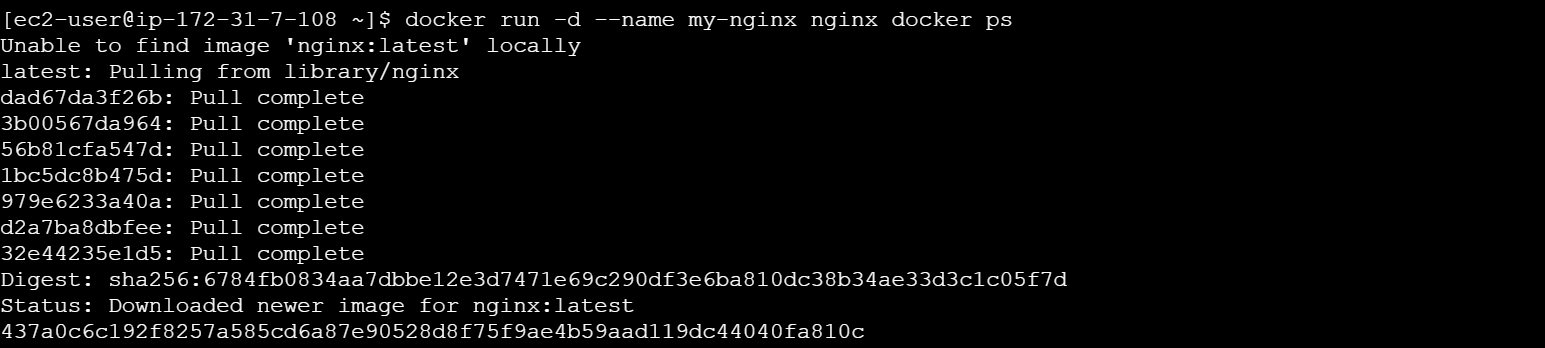 [ec2-user@ip-172-31-7-108 ~]$ docker run -d --name my-nginx nginx docker ps
Unable to find image 'nginx:latest' locally
latest: Pulling from library/nginx
dad67da3f26b: Pull complete
3b00567da964: Pull complete
56b81cfa547d: Pull complete
1bc5dc8b475d: Pull complete
979e6233a40a: Pull complete
d2a7ba8dbfee: Pull complete
32e44235e1d5: Pull complete
Digest: sha256:6784fb0834aa7dbbe12e3d7471e69c290df3e6ba810dc38b34ae33d3c1c05f7d
Status: Downloaded newer image for nginx:latest
437a0c6c192f8257a585cd6a87e90528d8f75f9ae4b59aad119dc44040fa810c